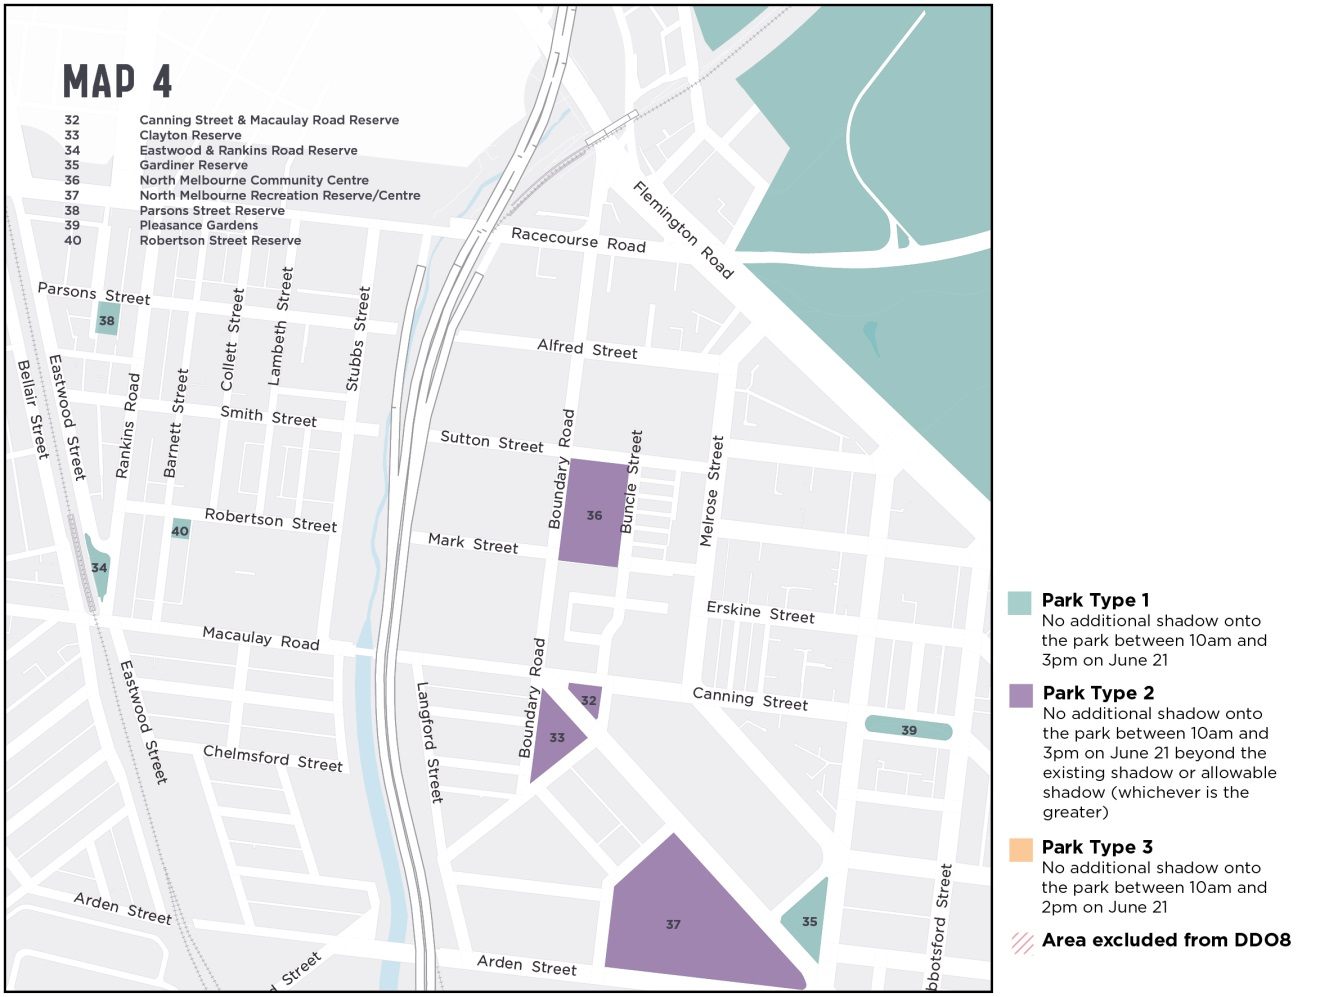 MAP 4
32 Canning Street & Macaulay Road Reserve
33 Clayton Reserve
34 Eastwood & Rankins Road Reserve
35 Gardiner Reserve
36 North Melbourne Community Centre
37 North Melbourne Recreation Reserve/Centre
38 Parsons Street Reserve
39 Pleasance Gardens
40 Robertson Street Reserve
Flemington Road
Racecourse Road
Parsons Street
38
Collett Street
Lambeth Street
Stubbs Street
Alfred Street
Bellair Street
Eastwood Street
Rankins Road
Barnett Street
Smith Street
Sutton Street
Boundary Road
Buncle Street
Melrose Street
36
Robertson Street
40
Mark Street
34
Macaulay Road
Erskine Street
Eastwood Street
Langford Street
Boundary Road
32
33
Canning Street
39
Chelmsford Street
37
35
Arden Street
d Street
Arden Street
bbotsford Street
Park Type 1
No additional shadow onto
the park between 10am and
3pm on June 21
Park Type 2
No additional shadow onto
the park between 10am and
3pm on June 21 beyond the
existing shadow or allowable
shadow (whichever is the
greater)
Park Type 3
No additional shadow onto
the park between 10am and
2pm on June 21
Area excluded from DDO8